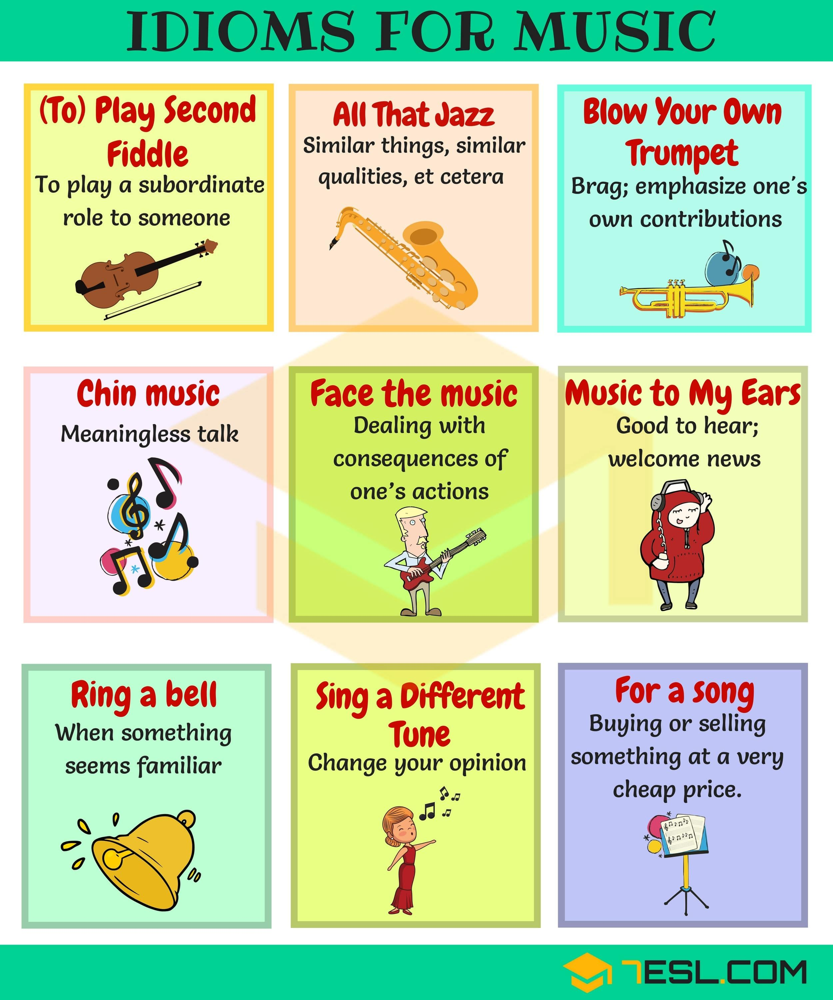 IDIOMS FOR MUSIC
(To) Play Second
Fiddle
To play a subordinate
role to someone
All That Jazz
Similar things, similar
qualities, et cetera
Blow Your Own
Trumpet
Brag; emphasize one's
own contributions
Chin music
Meaningless talk
Face the music
Dealing with
consequences of
one’s actions
Music to My Ears
Good to hear;
welcome news
Ring a bell
When something
seems familiar
Sing a Different
Tune
Change your opinion
For a song
Buying or selling
something at a very
cheap price.
7ESL.COM